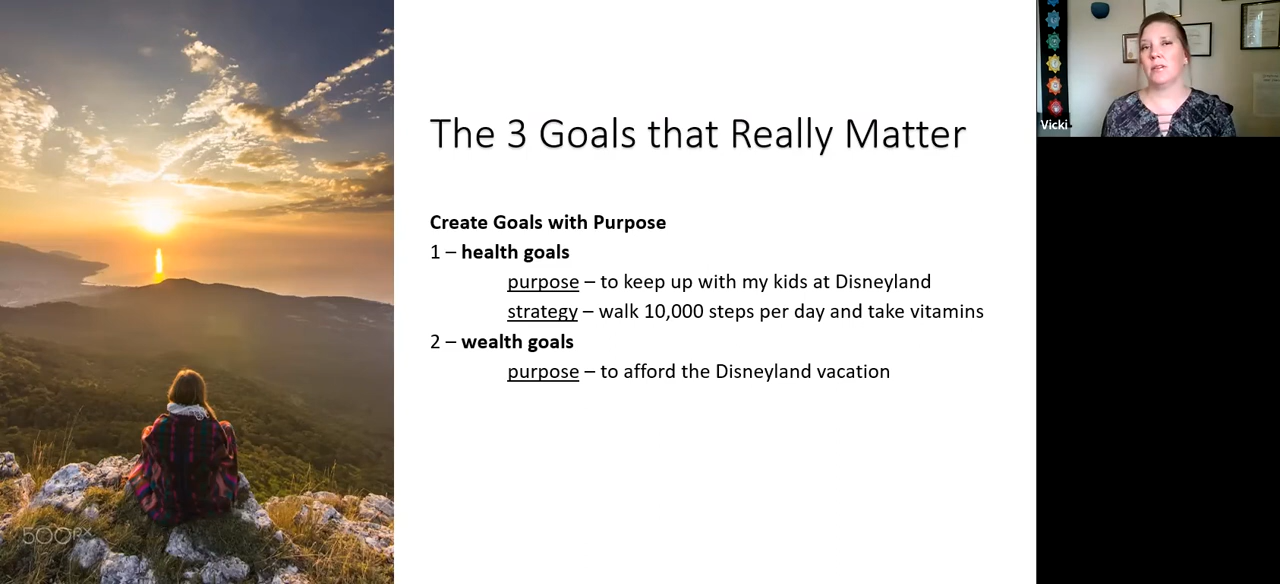 The 3 Goals that Really Matter
Create Goals with Purpose
1 – health goals
purpose – to keep up with my kids at Disneyland
strategy – walk 10,000 steps per day and take vitamins
2 – wealth goals
purpose – to afford the Disneyland vacation
Vicki
500PX